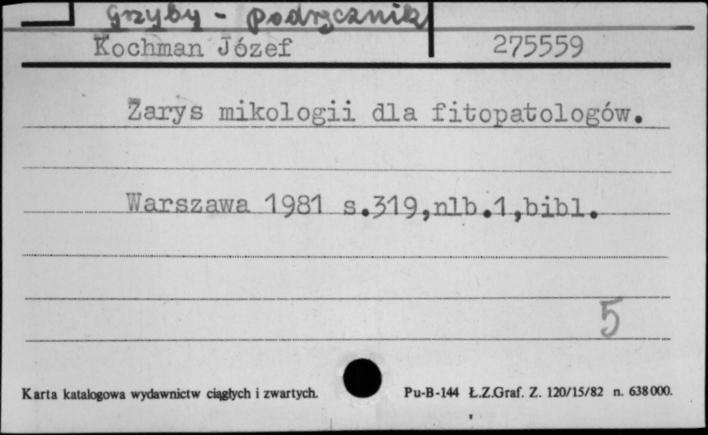 Grzyby - podręcznik
Kochman Józef 275559
Zarys mikologii dla fitopatologów.
Warszawa 1981 s.319,nlb.1,bibl.
5
Karta katalogowa wydawnictw ciągłych i zwartych. Pu-B-144 Ł.Z.Graf. Z. 120/15/82 n. 638000.